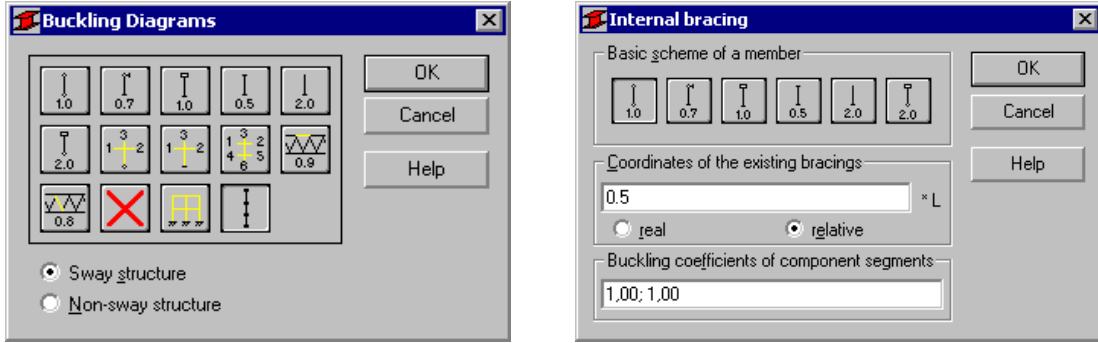 Buckling Diagrams
1.0 0.7 1.0 0.5 2.0
2.0 1 3 2 1 3 2 1 3 2 4 5 6 0.9
0.8
Sway structure
Non-sway structure
OK
Cancel
Help
Internal bracing
Basic scheme of a member
1.0 0.7 1.0 0.5 2.0 2.0
Coordinates of the existing bracings
0.5 * L
real relative
Buckling coefficients of component segments
1,00; 1,00
OK
Cancel
Help